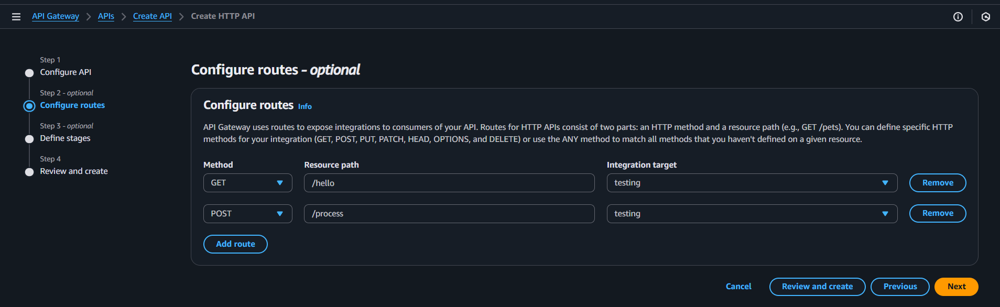 API Gateway > APIs > Create API > Create HTTP API
Step 1
Configure API
Step 2 - optional
Configure routes
Step 3 - optional
Define stages
Step 4
Review and create
Configure routes - optional
Configure routes Info
API Gateway uses routes to expose integrations to consumers of your API. Routes for HTTP APIs consist of two parts: an HTTP method and a resource path (e.g., GET /pets). You can define specific HTTP
methods for your integration (GET, POST, PUT, PATCH, HEAD, OPTIONS, and DELETE) or use the ANY method to match all methods that you haven't defined on a given resource.
Method Resource path Integration target
GET /hello testing Remove
POST /process testing Remove
Add route
Cancel Review and create Previous Next